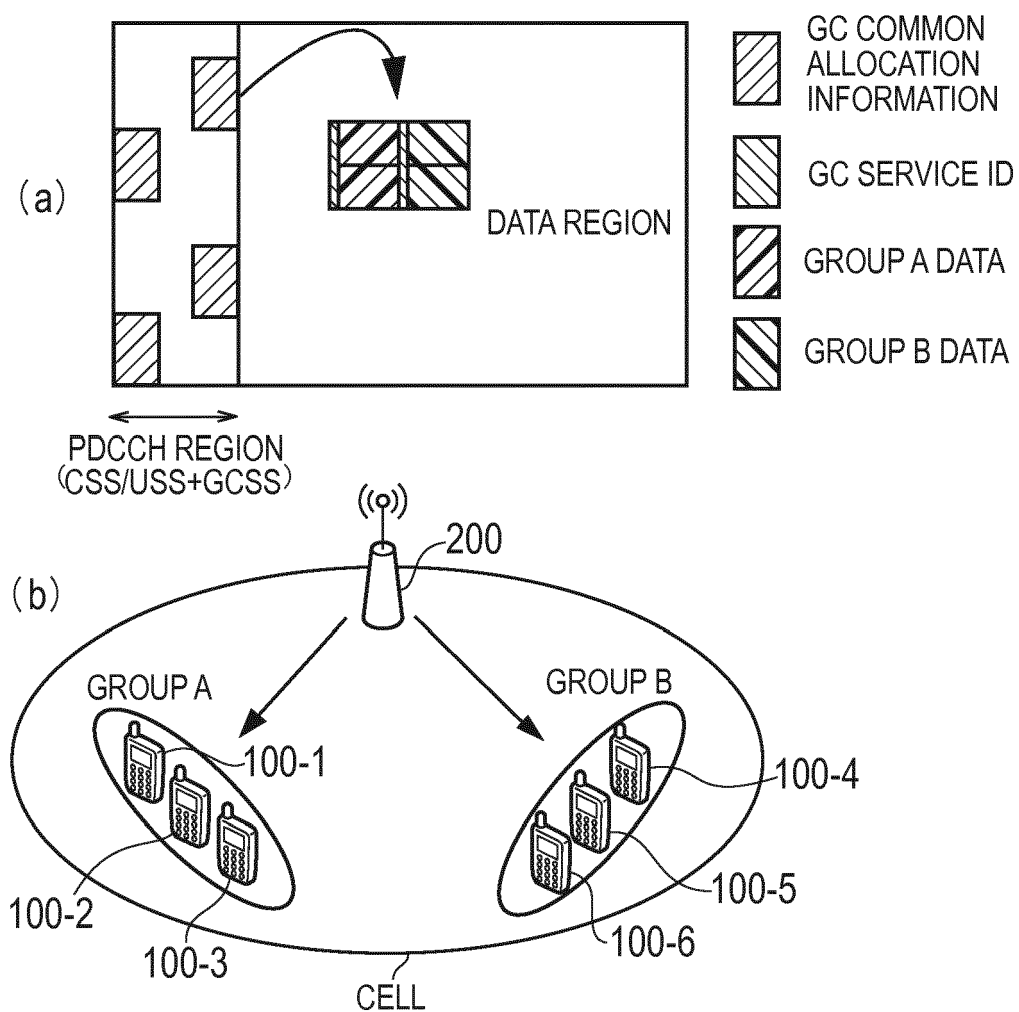 (a)
GC COMMON
ALLOCATION
INFORMATION
GC SERVICE ID
DATA REGION
GROUP A DATA
GROUP B DATA
PDCCH REGION
(CSS/USS+GCSS)
(b)
200
GROUP A
GROUP B
100-1
100-4
100-2
100-5
100-3
100-6
CELL